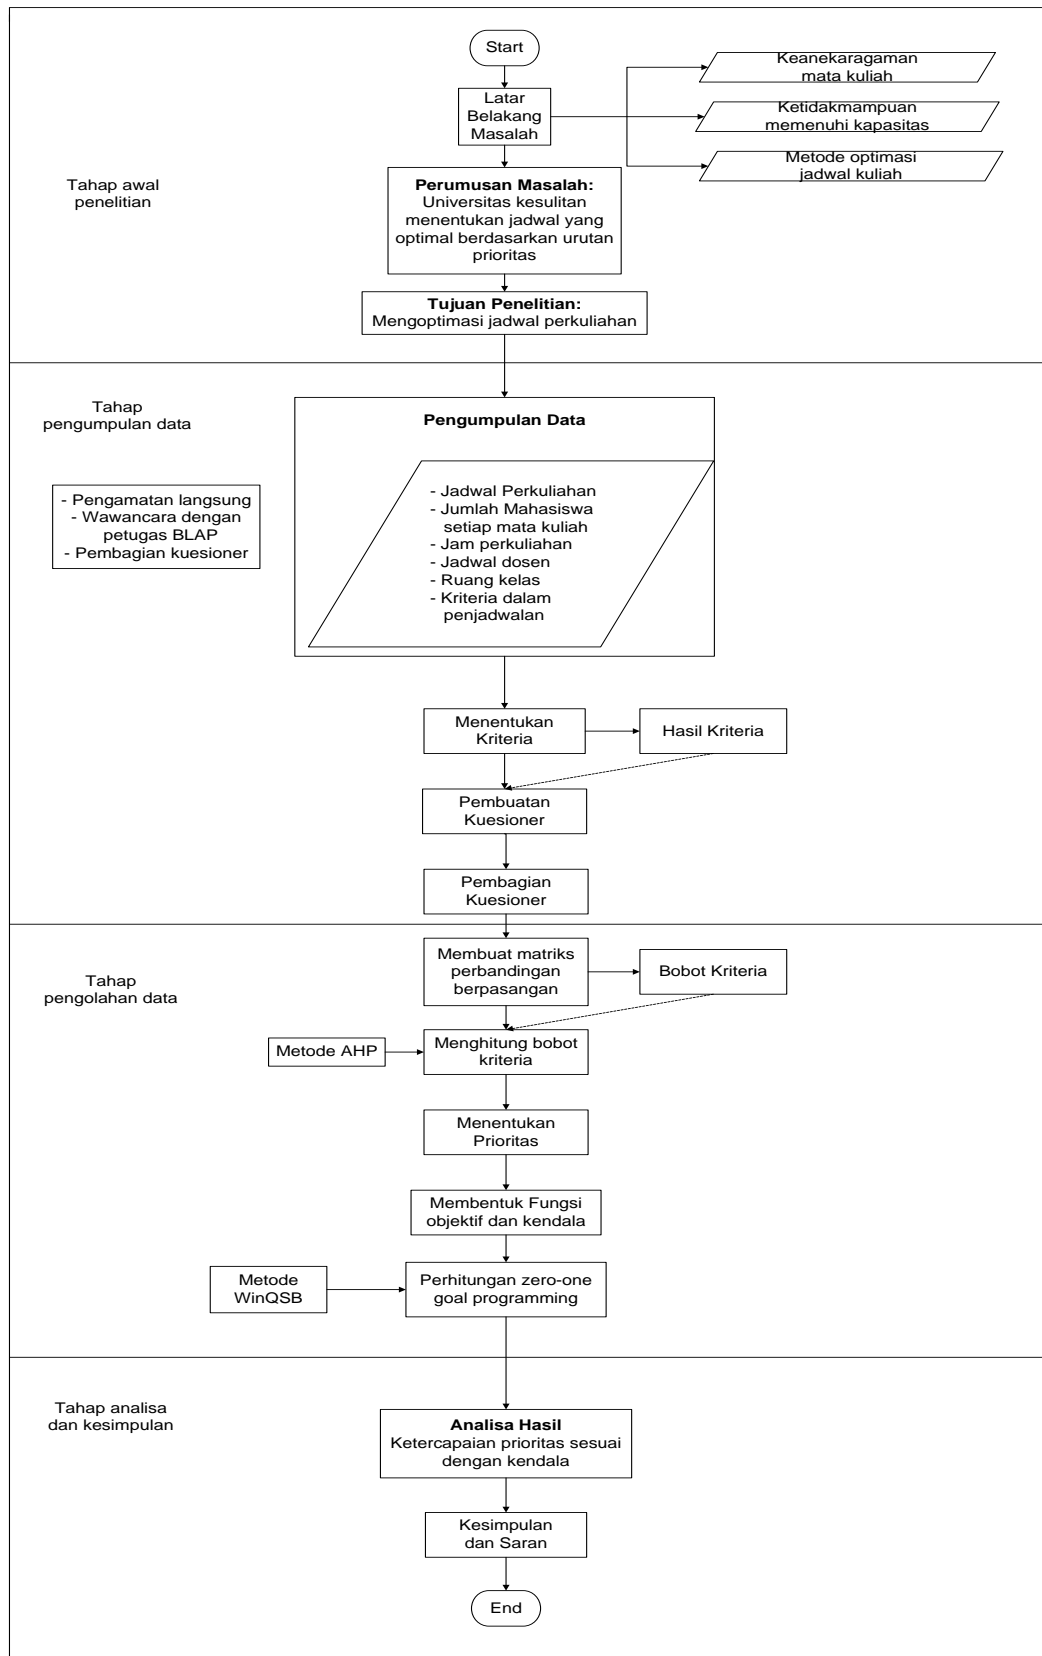 Start
Latar
Belakang
Masalah
Keanekaragaman
mata kuliah
Ketidakmampuan
memenuhi kapasitas
Metode optimasi
jadwal kuliah
Tahap awal
penelitian
Perumusan Masalah:
Universitas kesulitan
menentukan jadwal yang
optimal berdasarkan urutan
prioritas
Tujuan Penelitian:
Mengoptimasi jadwal perkuliahan
Tahap
pengumpulan data
- Pengamatan langsung
- Wawancara dengan
petugas BLAP
- Pembagian kuesioner
Pengumpulan Data
- Jadwal Perkuliahan
- Jumlah Mahasiswa
setiap mata kuliah
- Jam perkuliahan
- Jadwal dosen
- Ruang kelas
- Kriteria dalam
penjadwalan
Menentukan
Kriteria
Hasil Kriteria
Pembuatan
Kuesioner
Pembagian
Kuesioner
Tahap
pengolahan data
Membuat matriks
perbandingan
berpasangan
Bobot Kriteria
Metode AHP
Menghitung bobot
kriteria
Menentukan
Prioritas
Membentuk Fungsi
objektif dan kendala
Metode
WinQSB
Perhitungan zero-one
goal programming
Tahap analisa
dan kesimpulan
Analisa Hasil
Ketercapaian prioritas sesuai
dengan kendala
Kesimpulan
dan Saran
End